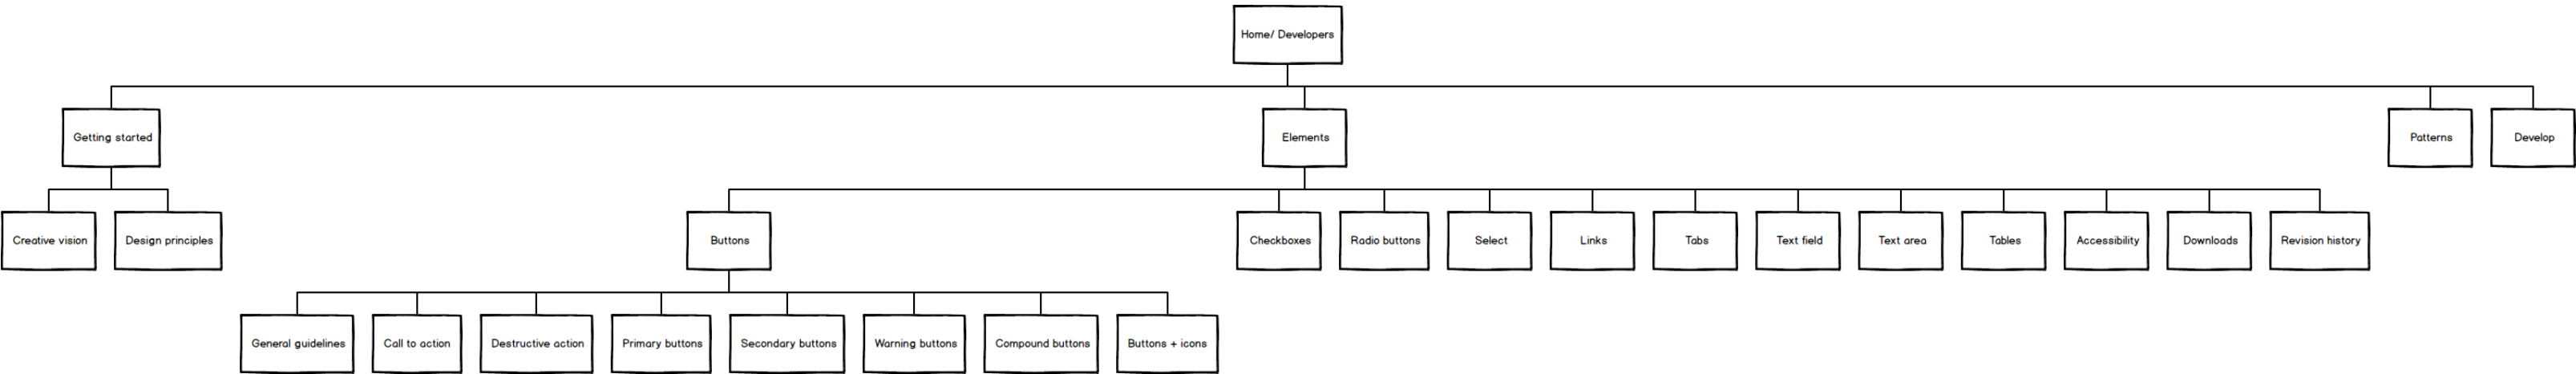 Home/ Developers
Getting started
Elements
Patterns
Develop
Creative vision
Design principles
Buttons
Checkboxes
Radio buttons
Select
Links
Tabs
Text field
Text area
Tables
Accessibility
Downloads
Revision history
General guidelines
Call to action
Destructive action
Primary buttons
Secondary buttons
Warning buttons
Compound buttons
Buttons + icons